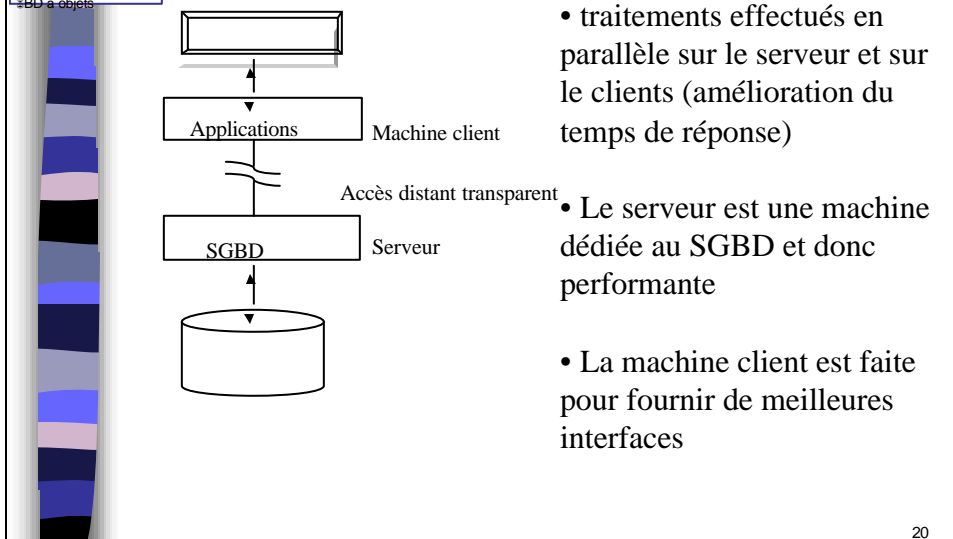 BD à objets
Applications
Machine client
Accès distant transparent
SGBD
Serveur
• traitements effectués en
parallèle sur le serveur et sur
le clients (amélioration du
temps de réponse)
• Le serveur est une machine
dédiée au SGBD et donc
performante
• La machine client est faite
pour fournir de meilleures
interfaces
20